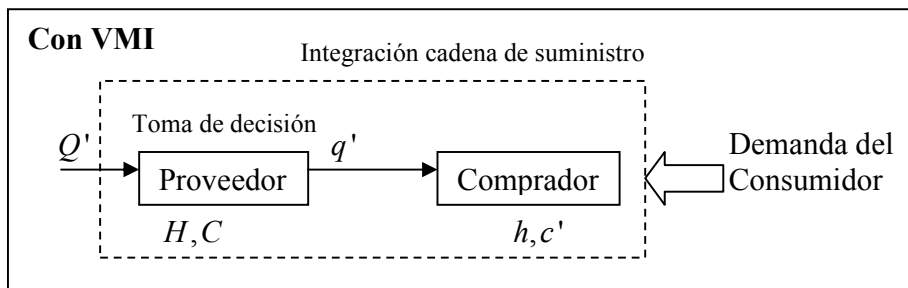 Con VMI
Integración cadena de suministro
Toma de decisión
Q'
q'
Proveedor
Comprador
Demanda del
Consumidor
H, C
h, c'